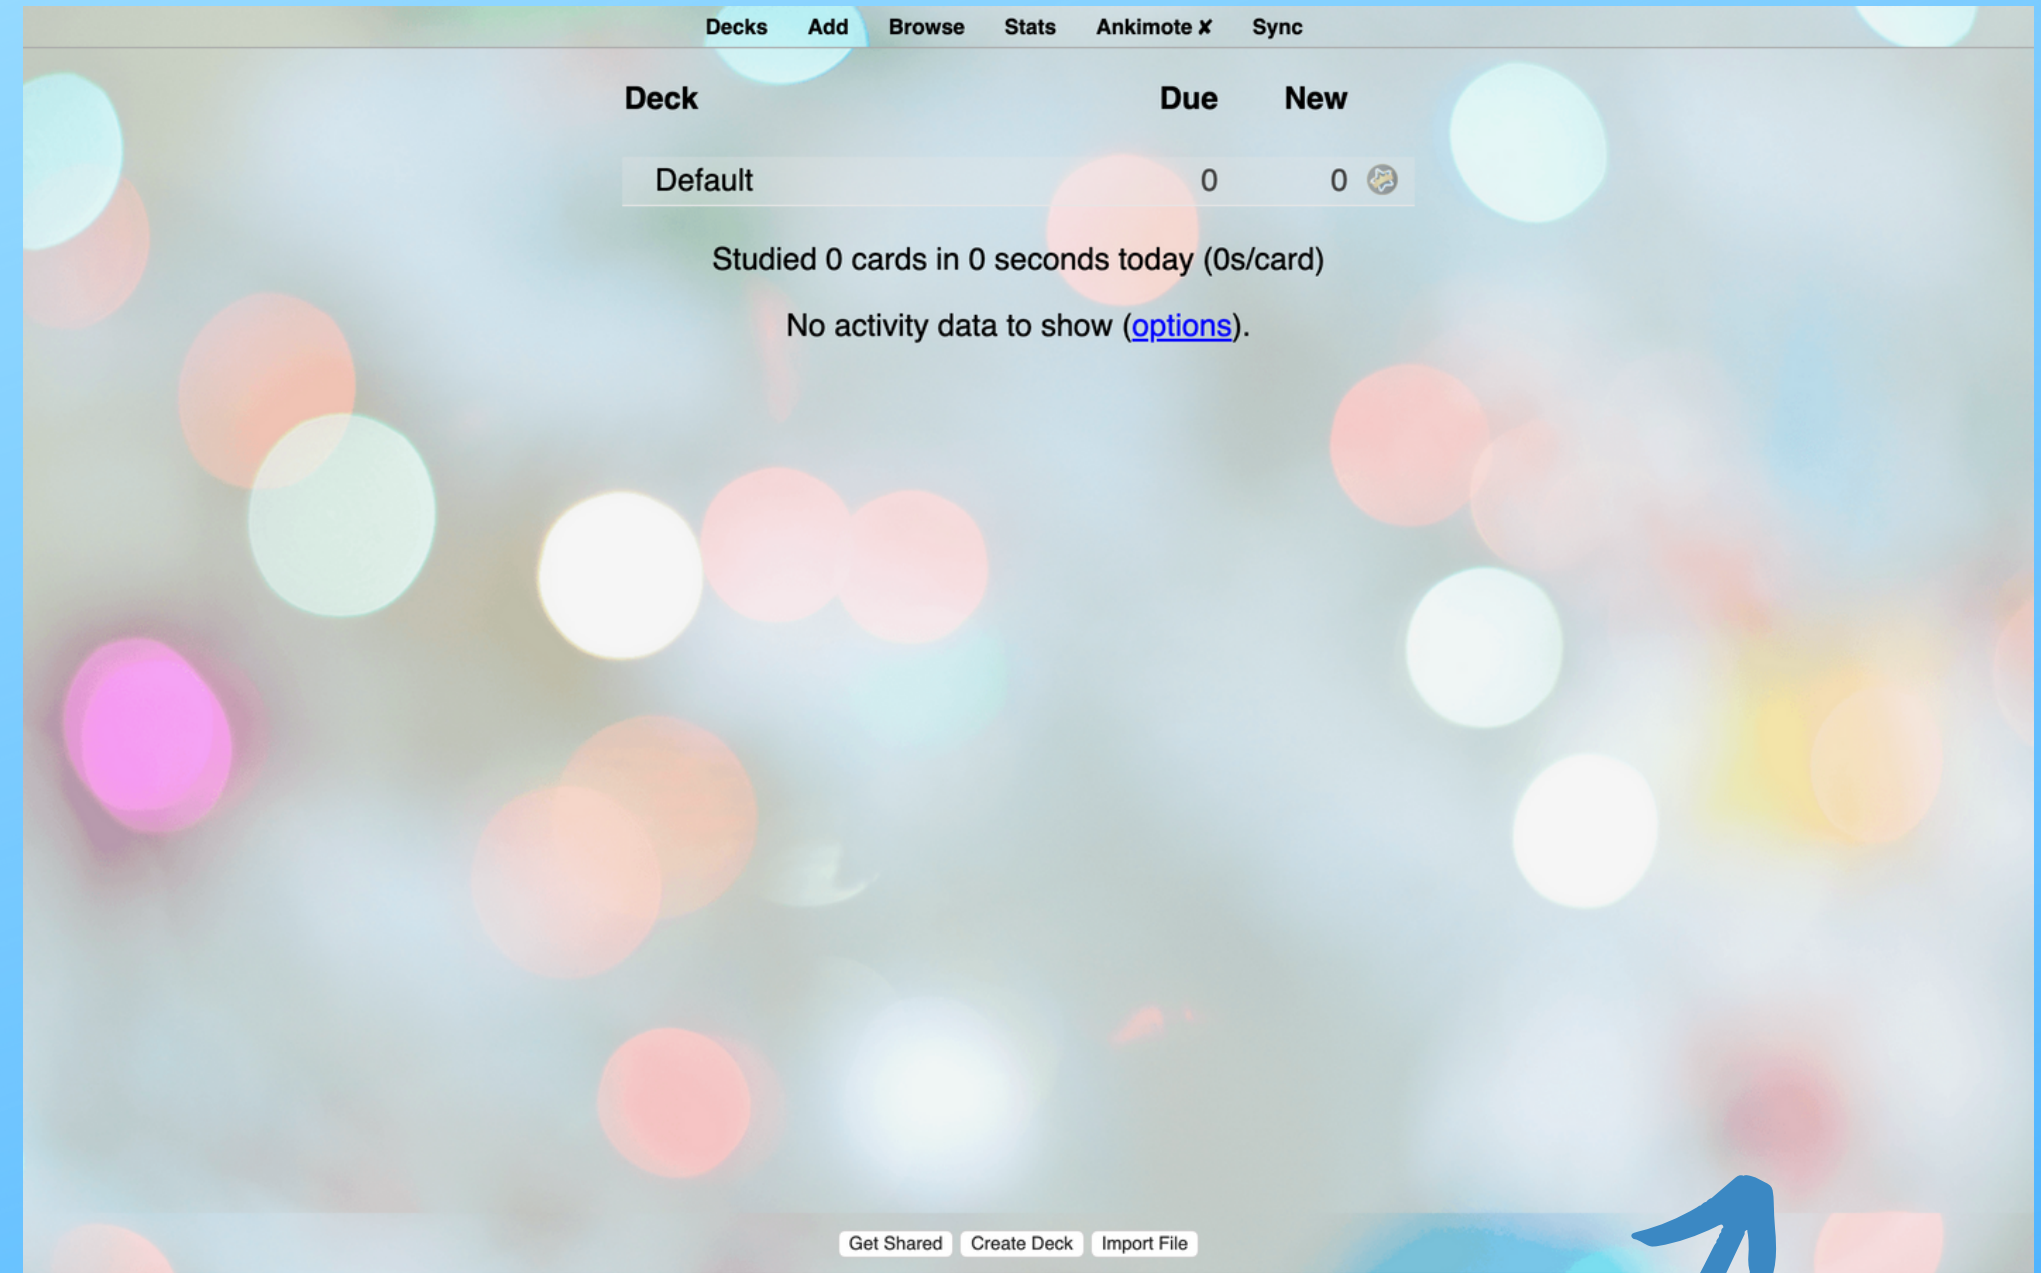 Decks Add Browse Stats Ankimote ✘ Sync
Deck Due New
Default 0 0
Studied 0 cards in 0 seconds today (0s/card)
No activity data to show (options).
Get Shared Create Deck Import File